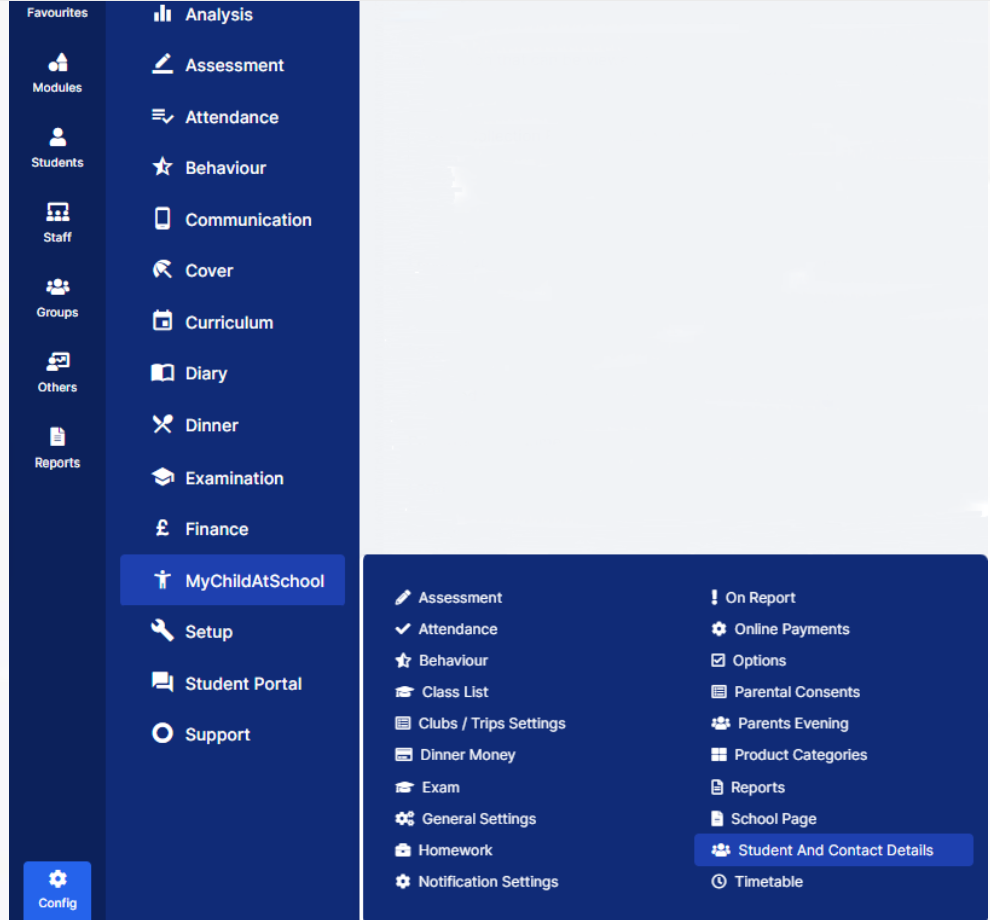 Favourites
Modules
Students
Staff
Groups
Others
Reports
Config
Analysis
Assessment
Attendance
Behaviour
Communication
Cover
Curriculum
Diary
Dinner
Examination
Finance
MyChildAtSchool
Setup
Student Portal
Support
Assessment
Attendance
Behaviour
Class List
Clubs / Trips Settings
Dinner Money
Exam
General Settings
Homework
Notification Settings
On Report
Online Payments
Options
Parental Consents
Parents Evening
Product Categories
Reports
School Page
Student And Contact Details
Timetable